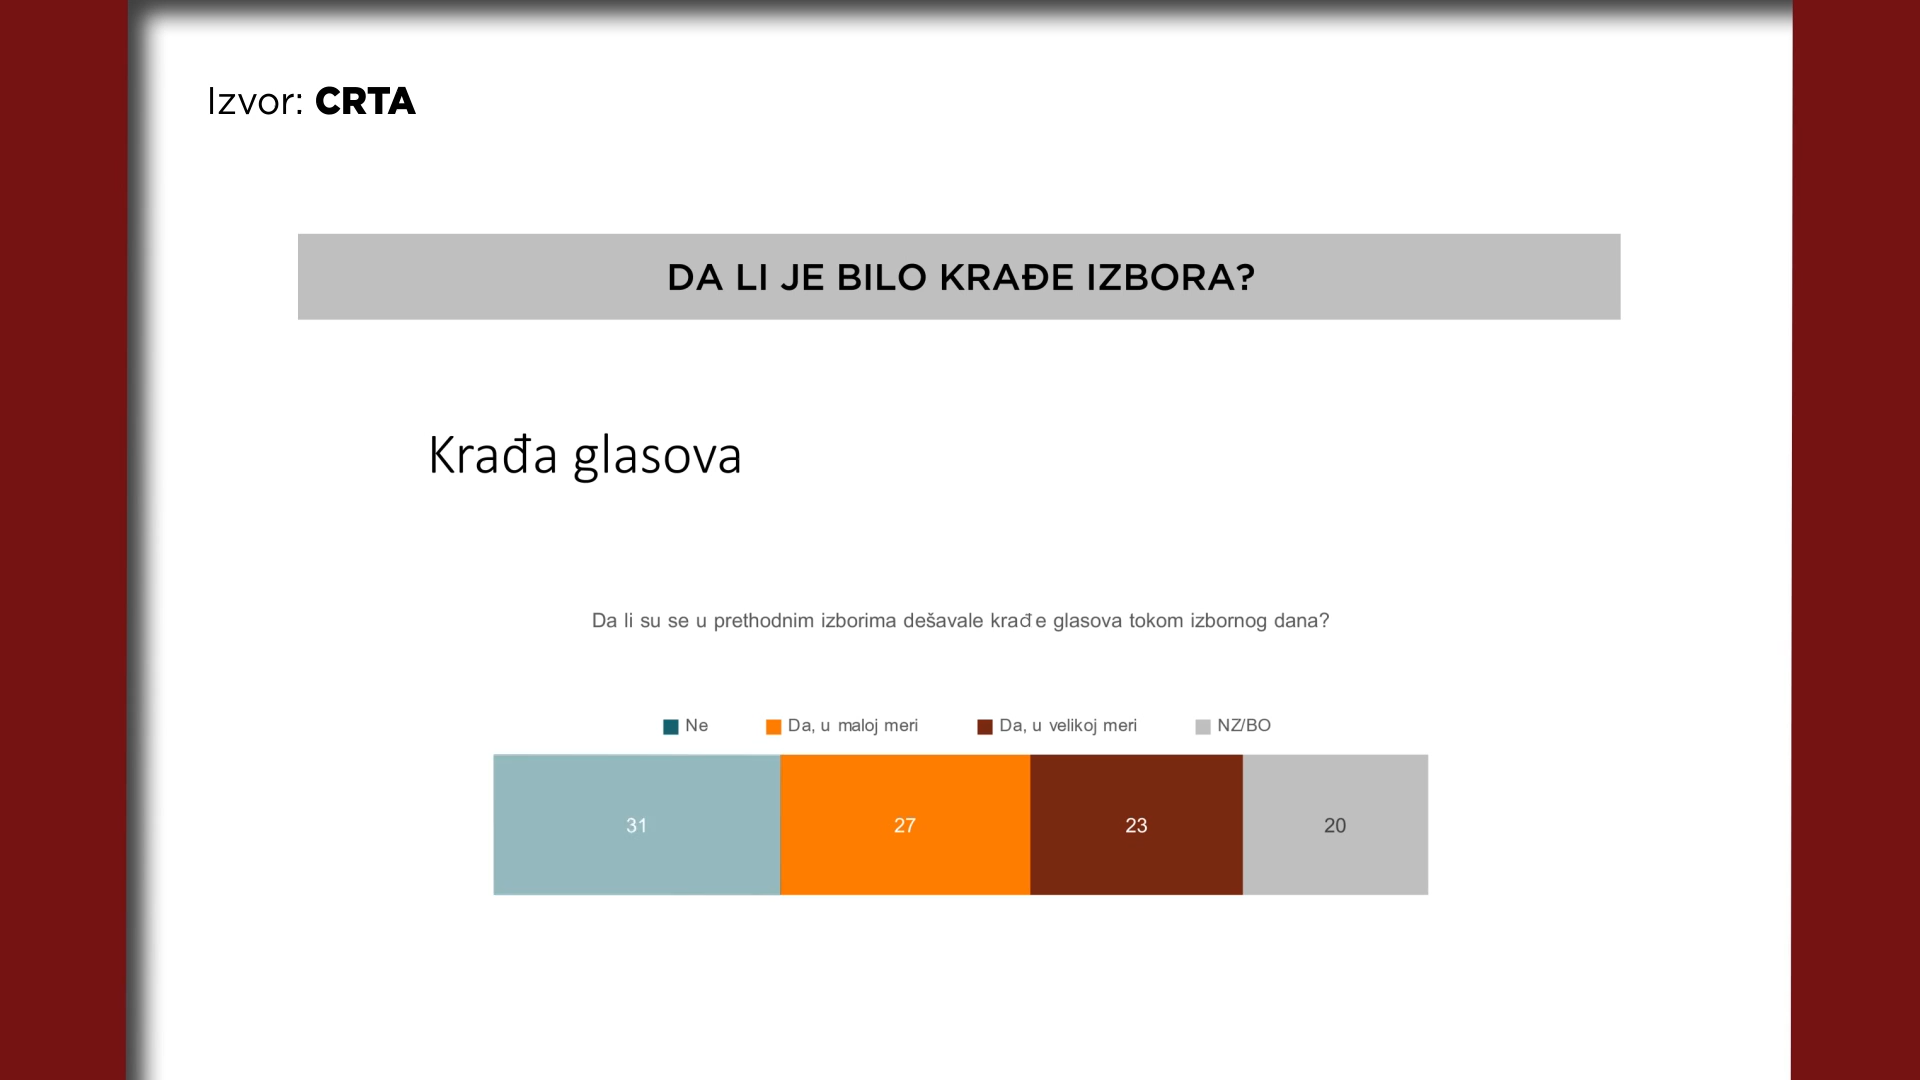 Izvor: CRTA
DA LI JE BILO KRAĐE IZBORA?
Krađa glasova
Da li su se u prethodnim izborima dešavale krađe glasova tokom izbornog dana?
Ne Da, u maloj meri Da, u velikoj meri NZ/BO
31 27 23 20